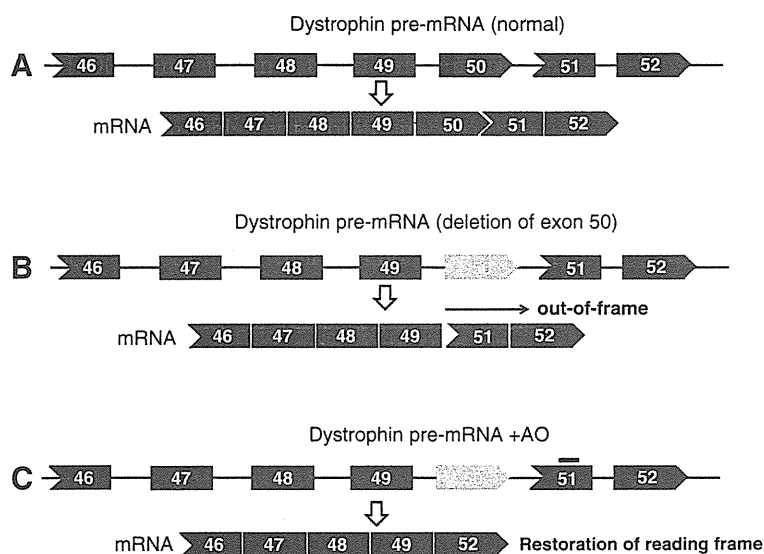 Dystrophin pre-mRNA (normal)
A 46 47 48 49 50 51 52
mRNA 46 47 48 49 50 51 52
Dystrophin pre-mRNA (deletion of exon 50)
B 46 47 48 49 51 52
out-of-frame
mRNA 46 47 48 49 51 52
Dystrophin pre-mRNA +AO
C 46 47 48 49 51 52
mRNA 46 47 48 49 52 Restoration of reading frame